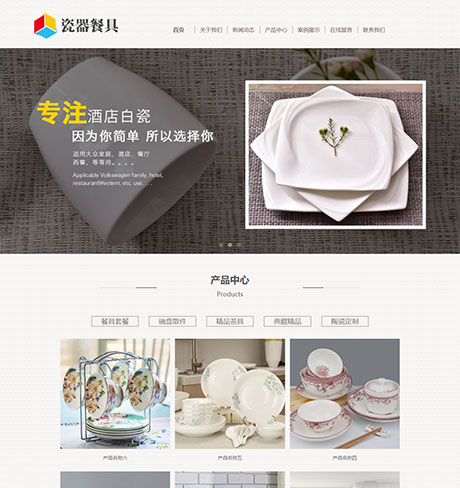 瓷器餐具
首页 关于我们 新闻动态 产品中心 案例展示 在线留言 联系我们
专注酒店白瓷
因为你简单 所以选择你
适用大众家庭、酒店、餐厅
西餐，等等用。。。。
Applicable Volkswagen family, hotel,
restaurantWestern, etc. use. . . .
产品中心
Products
餐具套餐 碗盘散件 精品茶具 典藏精品 陶瓷定制
产品名称六 产品名称五 产品名称四